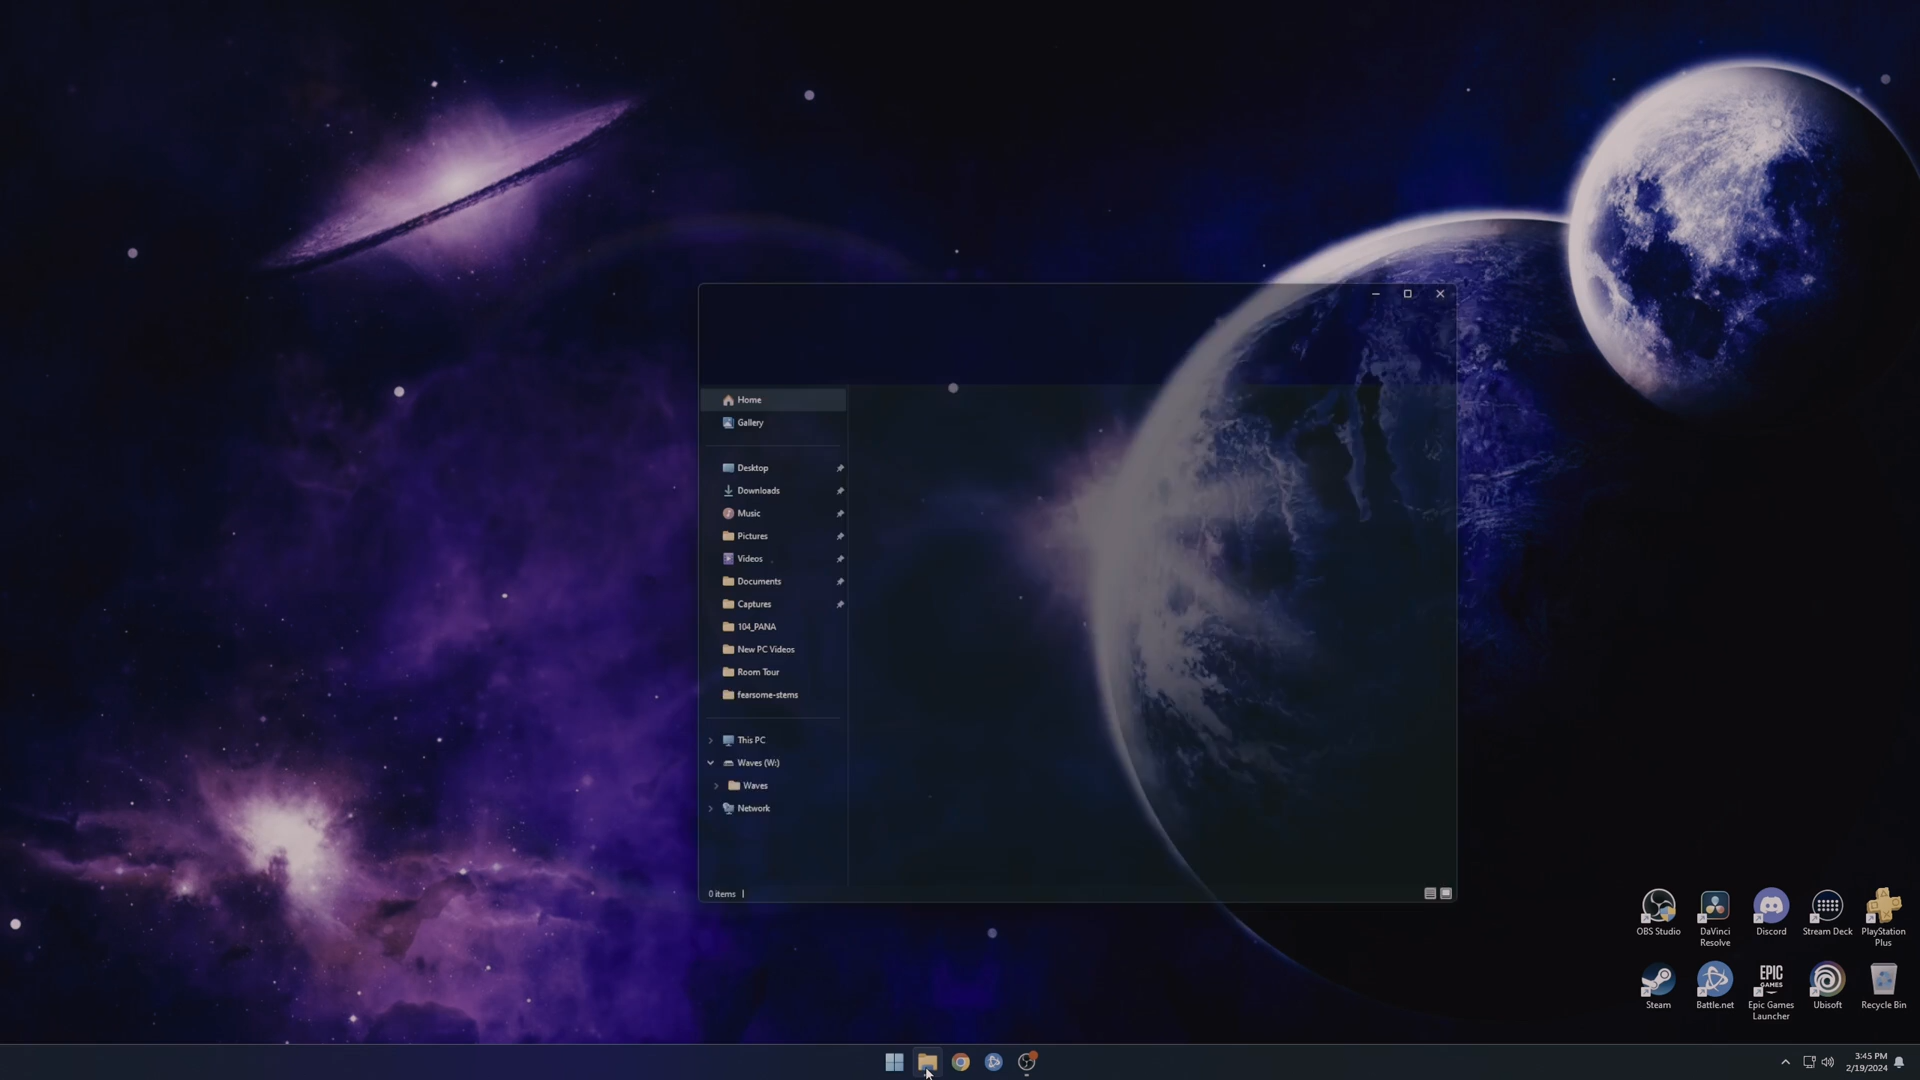 Home
Gallery
Desktop
Downloads
Music
Pictures
Videos
Documents
Captures
104_PANA
New PC Videos
Room Tour
fearsome-stems
This PC
Waves (W:)
Waves
Network
0 items
OBS Studio
DaVinci
Resolve
Discord
Stream Deck
PlayStation
Plus
Steam
Battle.net
EPIC
GAMES
Epic Games
Launcher
Ubisoft
Recycle Bin
3:45 PM
2/19/2024